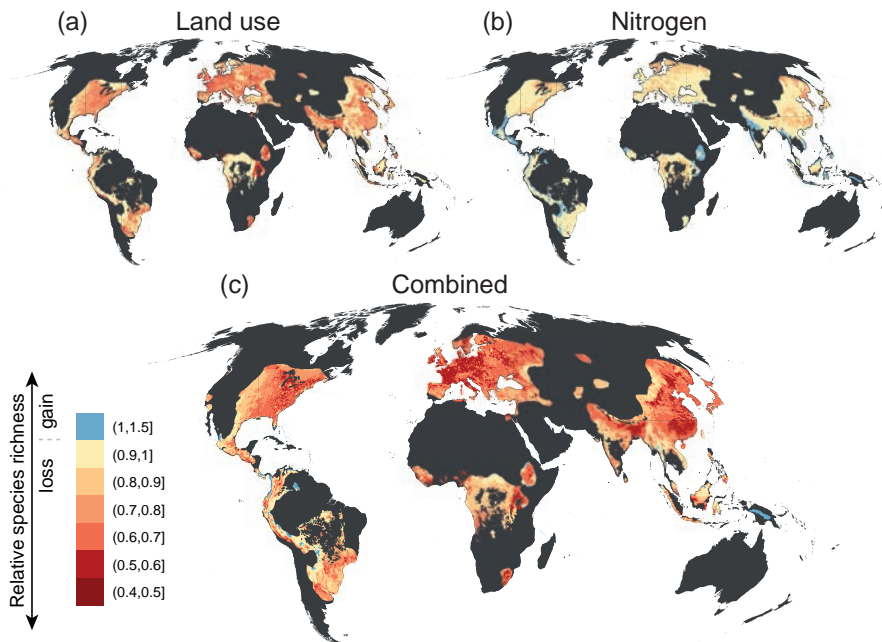 (a) Land use
(b) Nitrogen
(c) Combined
Relative species richness
gain
loss
(1,1.5]
(0.9,1]
(0.8,0.9]
(0.7,0.8]
(0.6,0.7]
(0.5,0.6]
(0.4,0.5]